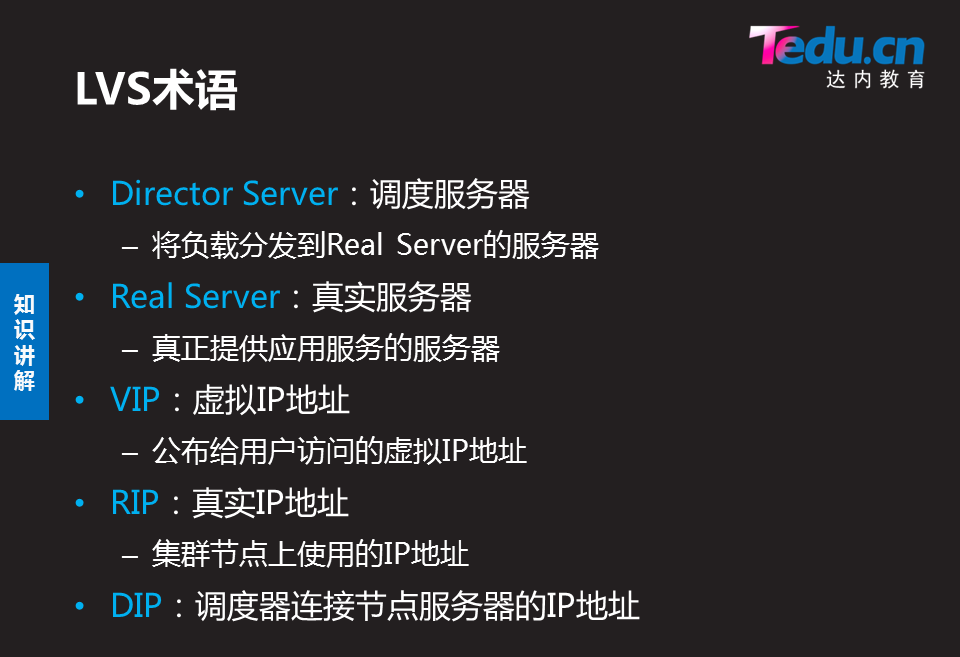 Tedu.cn
达内教育
LVS术语
• Director Server：调度服务器
– 将负载分发到Real Server的服务器
• Real Server：真实服务器
– 真正提供应用服务的服务器
• VIP：虚拟IP地址
– 公布给用户访问的虚拟IP地址
• RIP：真实IP地址
– 集群节点上使用的IP地址
• DIP：调度器连接节点服务器的IP地址
知识讲解